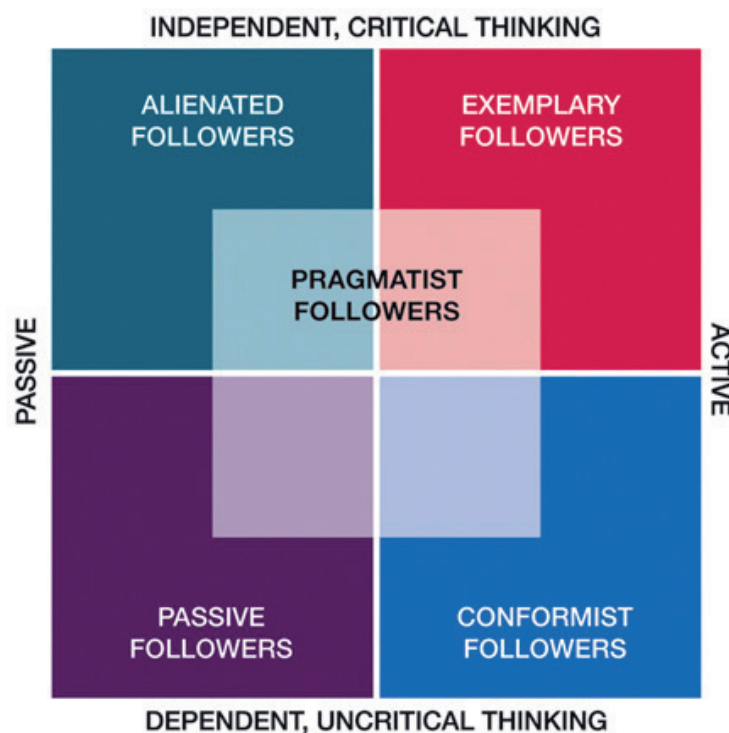 INDEPENDENT, CRITICAL THINKING
ALIENATED
FOLLOWERS
EXEMPLARY
FOLLOWERS
PRAGMATIST
FOLLOWERS
PASSIVE
ACTIVE
PASSIVE
FOLLOWERS
CONFORMIST
FOLLOWERS
DEPENDENT, UNCRITICAL THINKING